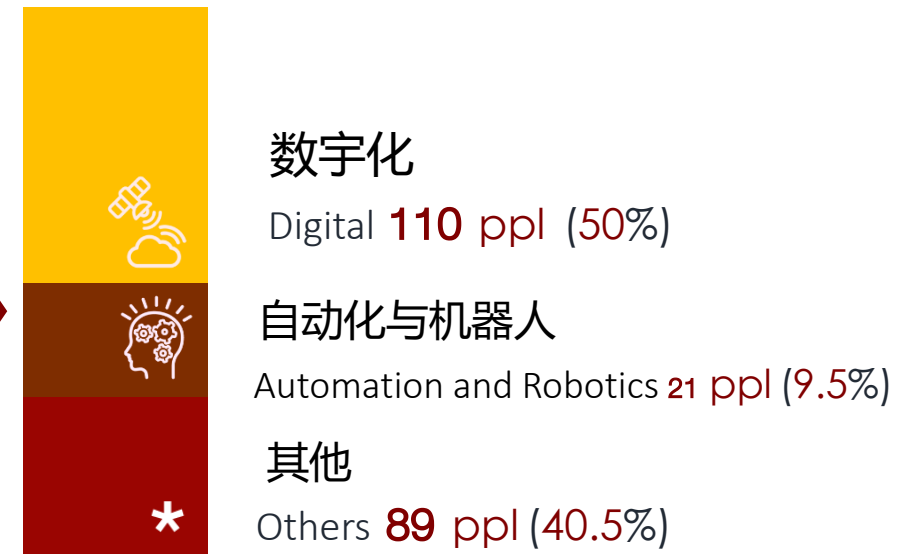 数字化
Digital 110 ppl (50%)
自动化与机器人
Automation and Robotics 21 ppl (9.5%)
其他
* Others 89 ppl (40.5%)